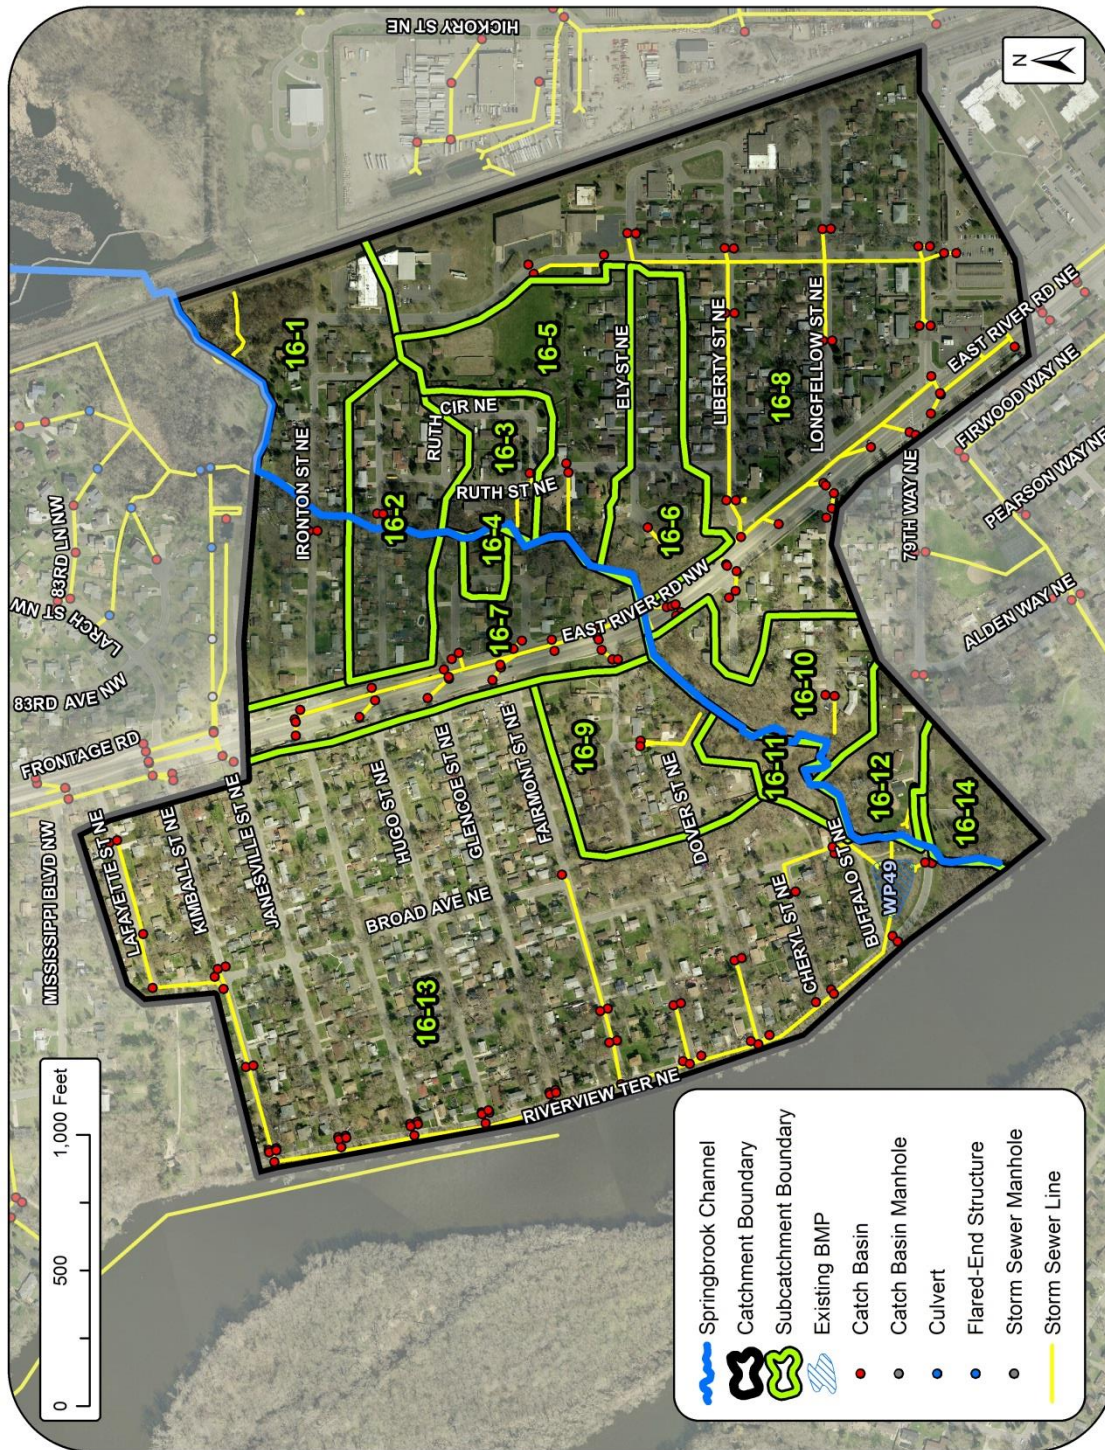 HICKORY ST NE
N
16-1
IRONTON ST NE
16-5
ELY ST NE
LIBERTY ST NE
LONGFELLOW ST NE
16-8
EAST RIVER RD NE
FIRWOOD WAY NE
PEARSON WAY NE
79TH WAY NE
ALDEN WAY NE
RUTH CIR NE
16-3
RUTH ST NE
16-2
16-4
16-6
16-7
EAST RIVER RD NW
83RD LN NW
LARCH ST NW
83RD AVE NW
FRONTAGE RD
MISSISSIPPI BLVD NW
LAFAYETTE ST NE
KIMBALL ST NE
JANESVILLE ST NE
HUGO ST NE
GLENCOE ST NE
FAIRMONT ST NE
BROAD AVE NE
16-9
DOVER ST NE
16-10
16-11
16-12
16-14
CHERYL ST NE
BUFFALO ST NE
WP49
16-13
RIVERVIEW TER NE
0 500 1,000 Feet
Springbrook Channel
Catchment Boundary
Subcatchment Boundary
Existing BMP
Catch Basin
Catch Basin Manhole
Culvert
Flared-End Structure
Storm Sewer Manhole
Storm Sewer Line